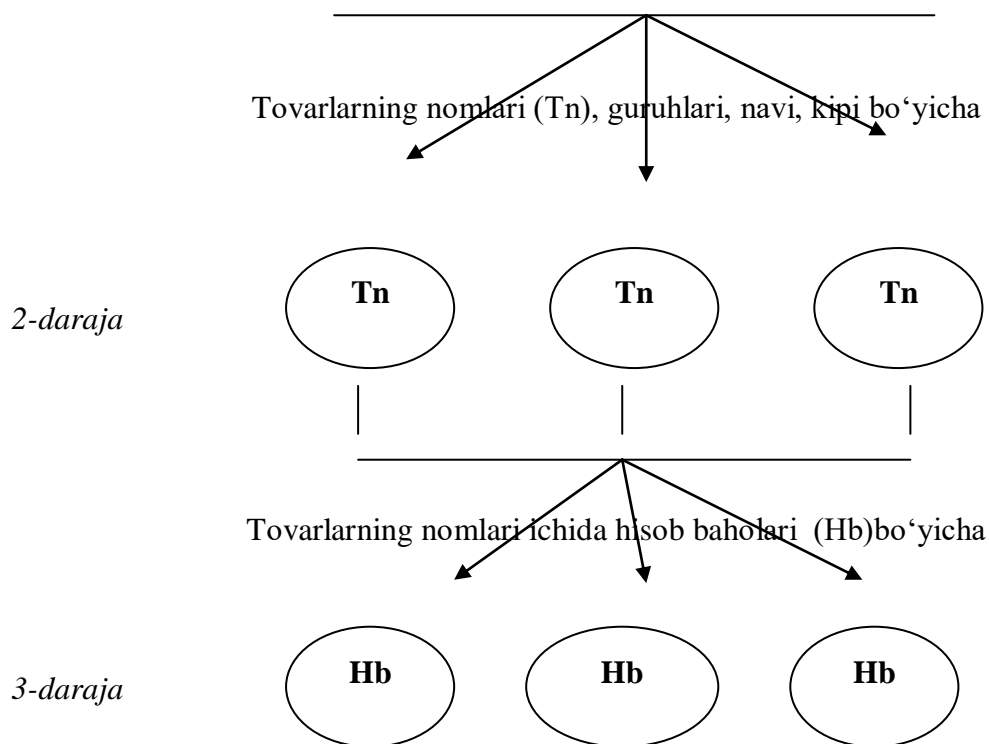 Tovarlarning nomlari (Tn), guruhlari, navi, kipi bo‘yicha
Tn Tn Tn
2-daraja
Tovarlarning nomlari ichida hisob baholari (Hb)bo‘yicha
Hb Hb Hb
3-daraja